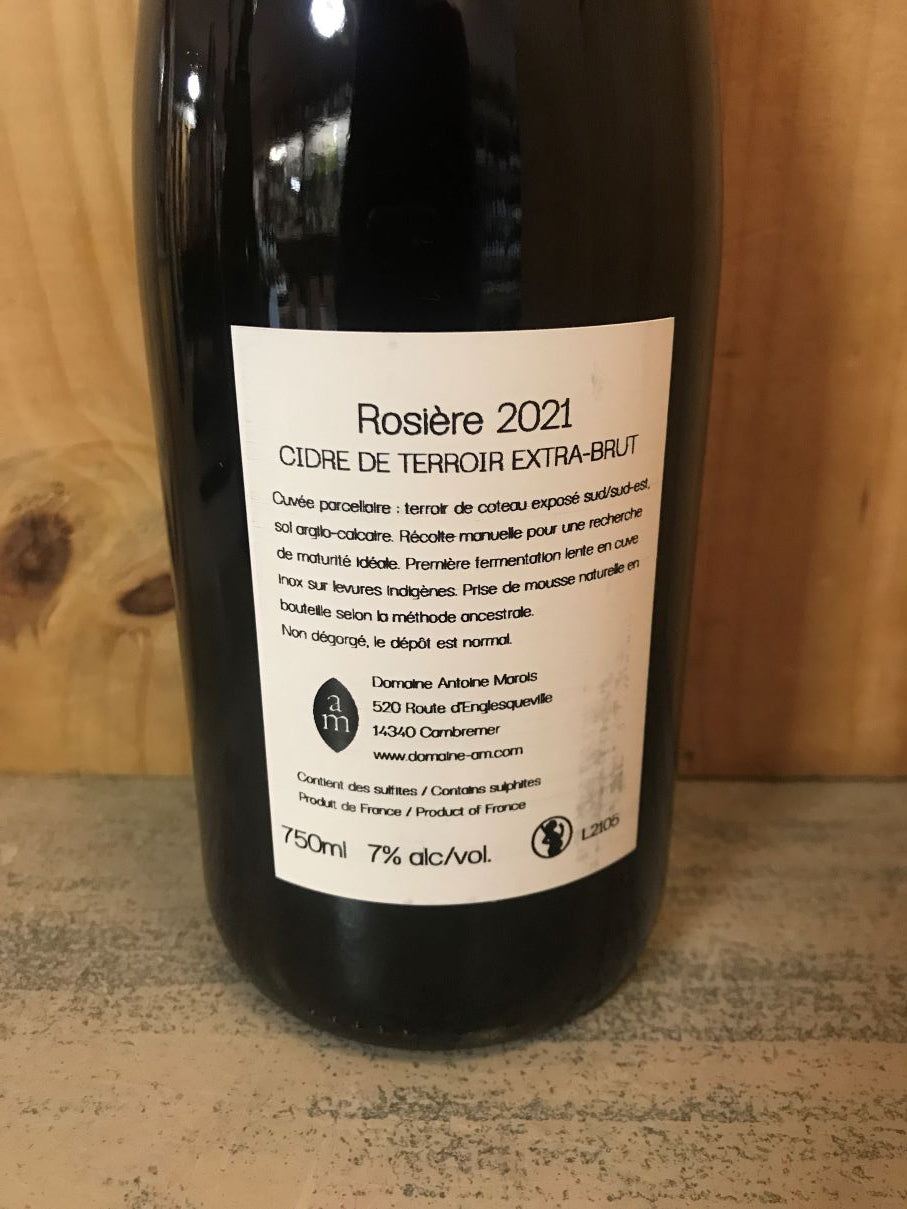 Rosière 2021
CIDRE DE TERROIR EXTRA-BRUT
Cuvée parcellaire : terroir de coteau exposé sud/sud-est,
sol argilo-calcaire. Récolte manuelle pour une recherche
de maturité idéale. Première fermentation lente en cuve
inox sur levures indigènes. Prise de mousse naturelle en
bouteille selon la méthode ancestrale.
Non dégorgé, le dépôt est normal.
am
Domaine Antoine Marois
520 Route d'Englesqueville
14340 Cambremer
www.domaine-am.com
Contient des sulfites / Contains sulphites
Produit de France / Product of France
750ml 7% alc/vol.
L2105